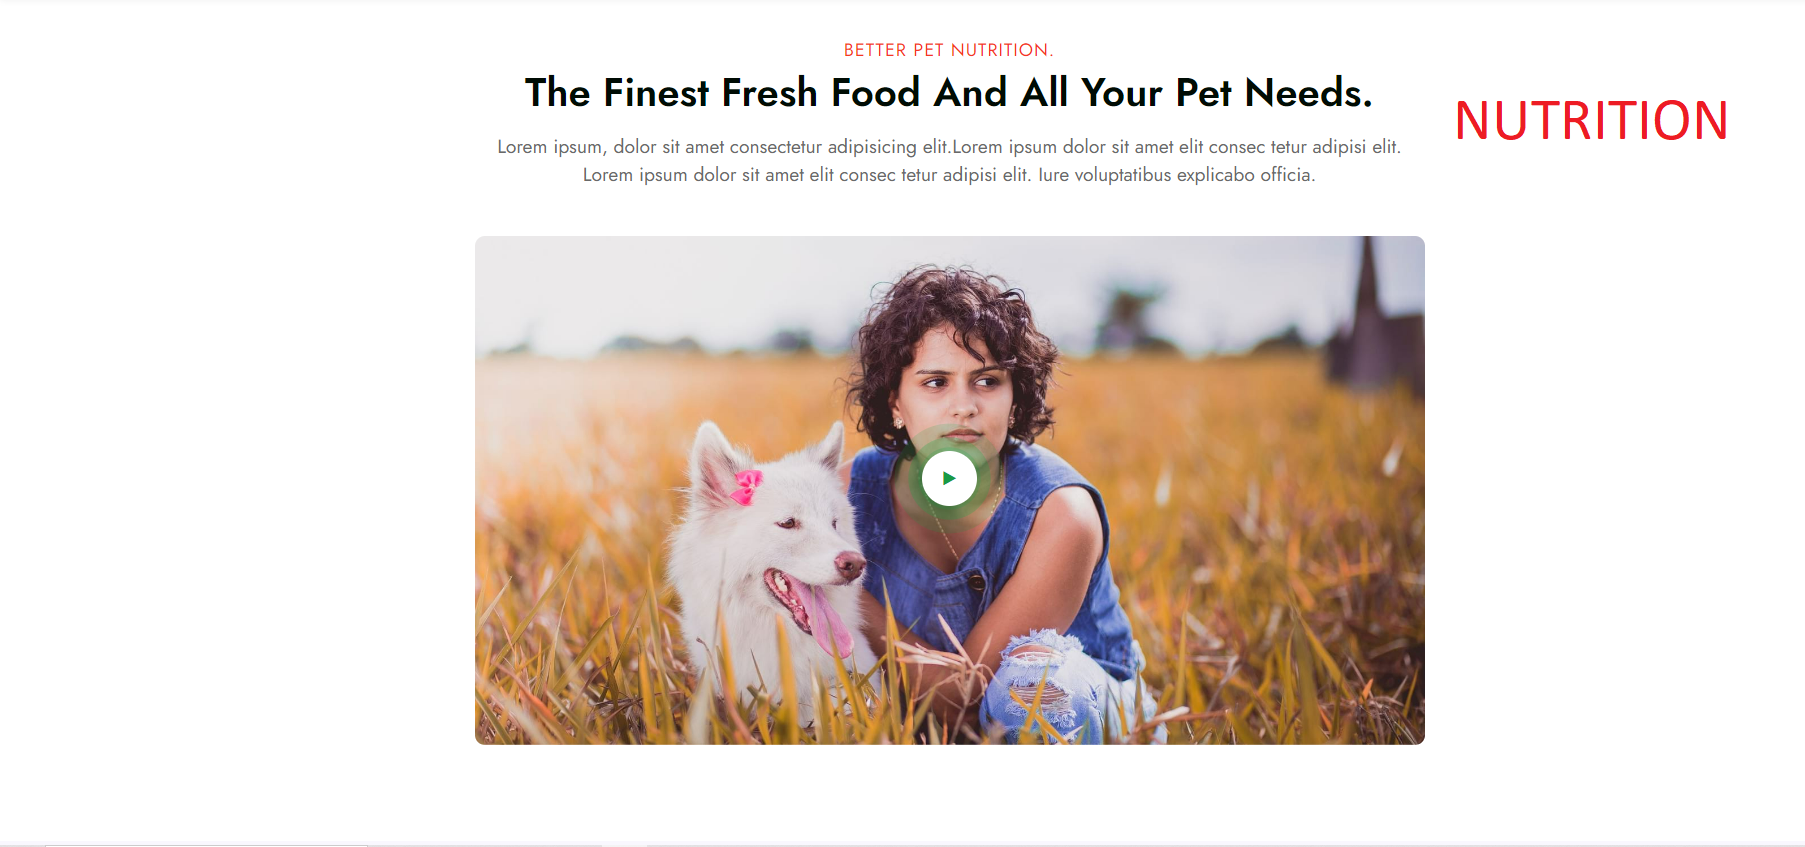 BETTER PET NUTRITION.
The Finest Fresh Food And All Your Pet Needs.
NUTRITION
Lorem ipsum, dolor sit amet consectetur adipisicing elit.Lorem ipsum dolor sit amet elit consec tetur adipisi elit.
Lorem ipsum dolor sit amet elit consec tetur adipisi elit. Iure voluptatibus explicabo officia.